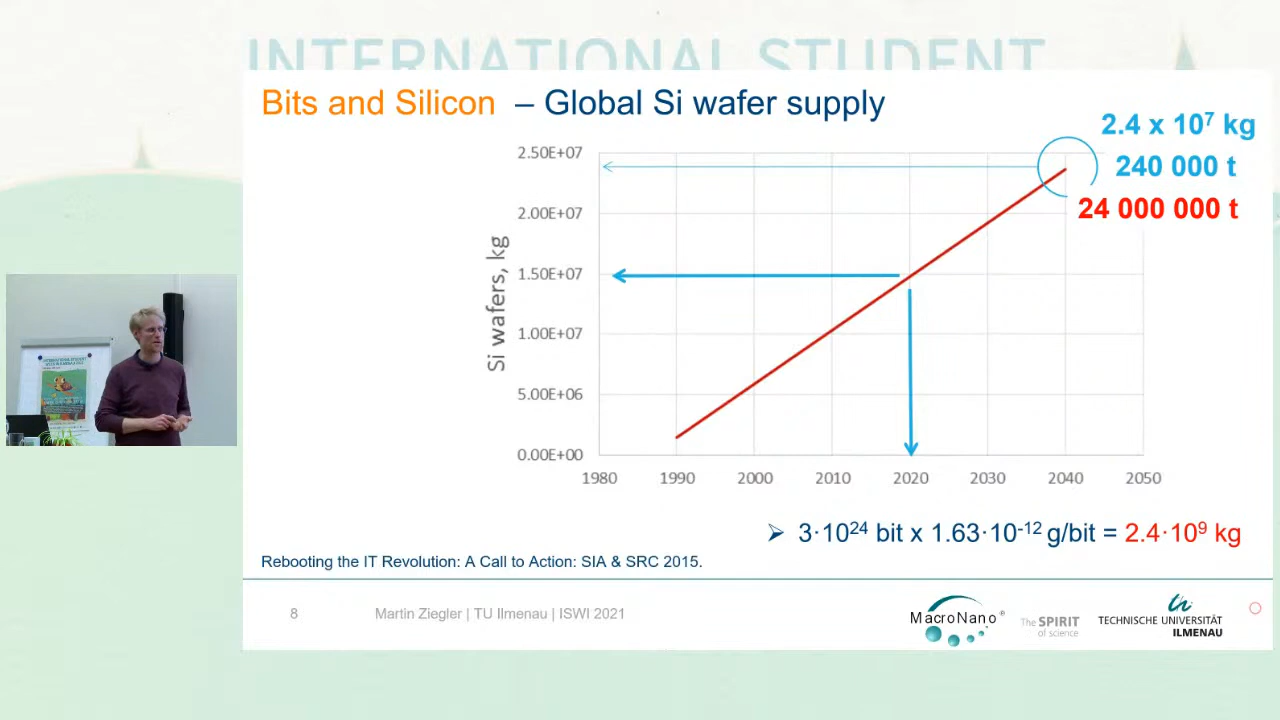 INTERNATIONAL STUDENT
Bits and Silicon – Global Si wafer supply
2.4 x 10⁷ kg
240 000 t
24 000 000 t
2.50E+07
2.00E+07
1.50E+07
1.00E+07
5.00E+06
0.00E+00
Si wafers, kg
1980 1990 2000 2010 2020 2030 2040 2050
➢ 3·10²⁴ bit x 1.63·10⁻¹² g/bit = 2.4·10⁹ kg
Rebooting the IT Revolution: A Call to Action: SIA & SRC 2015.
8 Martin Ziegler | TU Ilmenau | ISWI 2021
MacroNano®
The SPIRIT
of science
TECHNISCHE UNIVERSITÄT
ILMENAU
INTERNATIONAL STUDENT